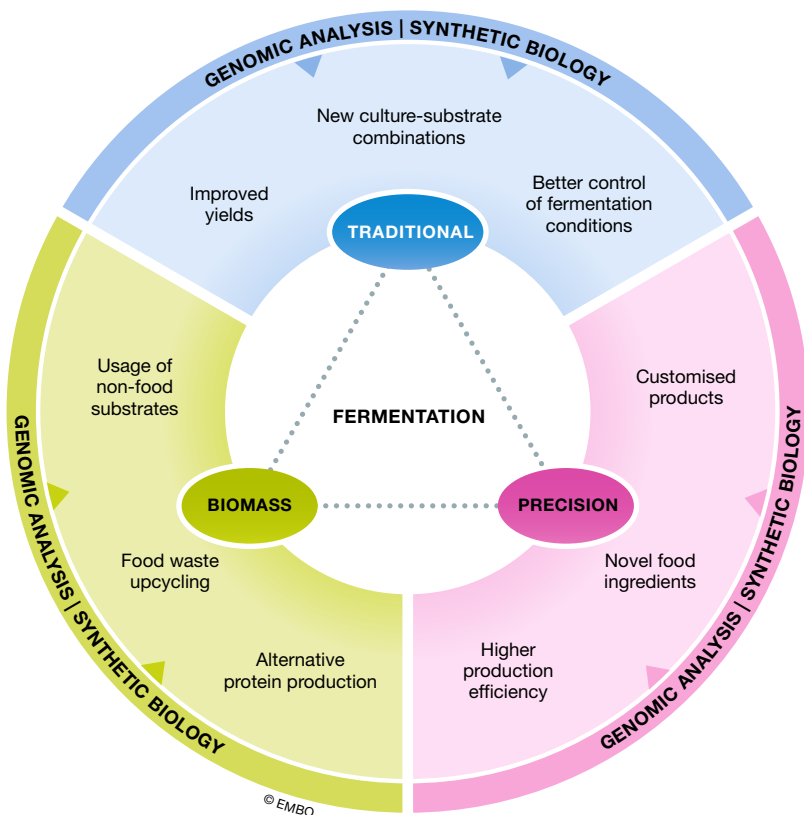 GENOMIC ANALYSIS | SYNTHETIC BIOLOGY
New culture-substrate
combinations
Improved
yields
Better control
of fermentation
conditions
TRADITIONAL
Usage of
non-food
substrates
Customised
products
FERMENTATION
GENOMIC ANALYSIS | SYNTHETIC BIOLOGY
GENOMIC ANALYSIS | SYNTHETIC BIOLOGY
BIOMASS
PRECISION
Food waste
upcycling
Novel food
ingredients
Alternative
protein production
Higher
production
efficiency
© EMBO